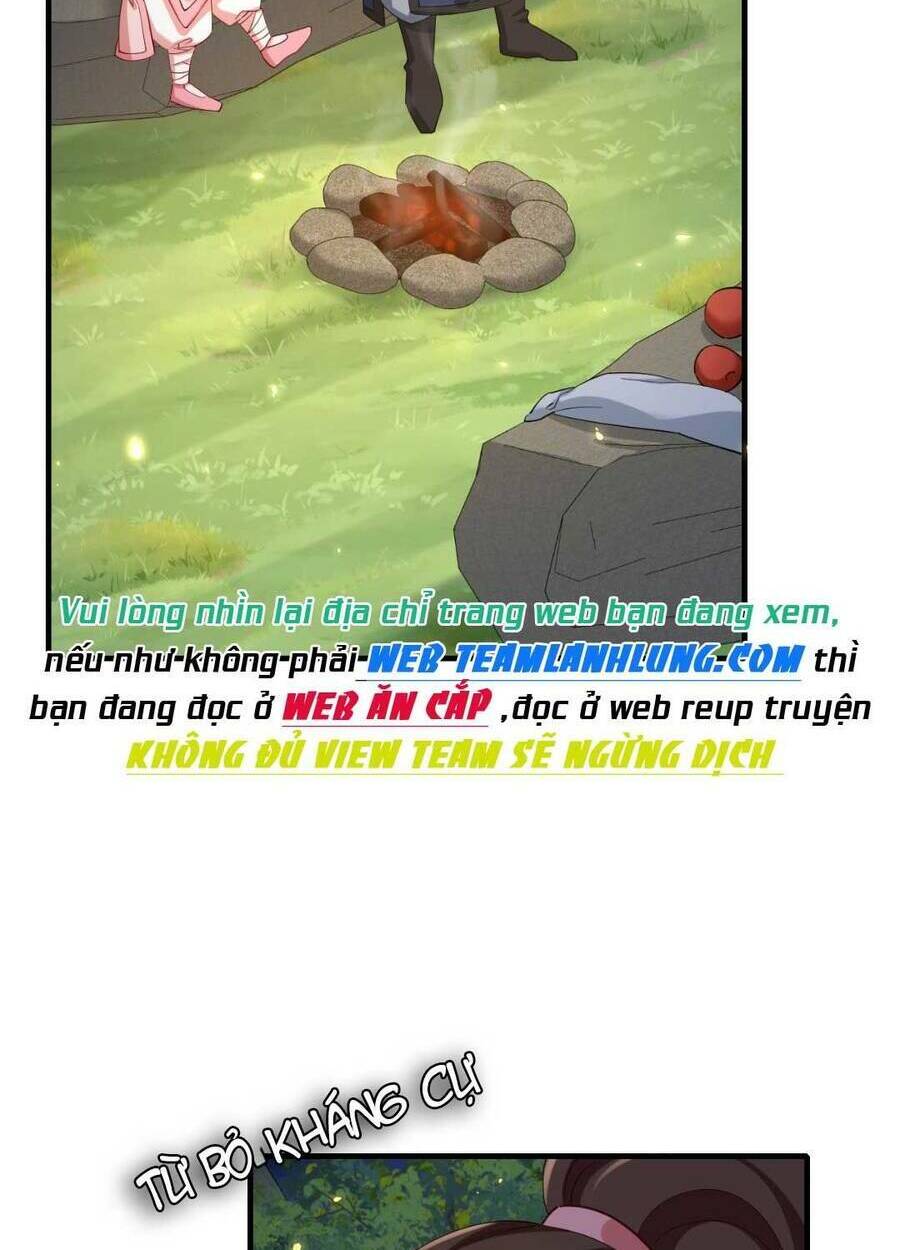 Vui lòng nhìn lại địa chỉ trang web bạn đang xem,
nếu như không phải WEB TEAMLANHLUNG.COM thì
bạn đang đọc ở WEB ĂN CẮP ,đọc ở web reup truyện
KHÔNG ĐỦ VIEW TEAM SẼ NGỪNG DỊCH
TỪ BỎ KHÁNG CỰ